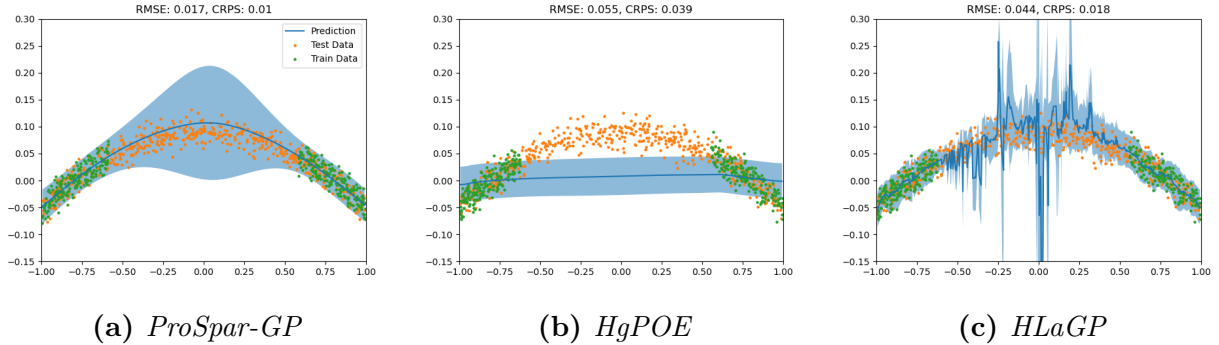 RMSE: 0.017, CRPS: 0.01
0.30
0.25
0.20
0.15
0.10
0.05
0.00
−0.05
−0.10
−0.15
−1.00 −0.75 −0.50 −0.25 0.00 0.25 0.50 0.75 1.00
Prediction
Test Data
Train Data
(a) ProSpar-GP
RMSE: 0.055, CRPS: 0.039
0.30
0.25
0.20
0.15
0.10
0.05
0.00
−0.05
−0.10
−0.15
−1.00 −0.75 −0.50 −0.25 0.00 0.25 0.50 0.75 1.00
(b) HgPOE
RMSE: 0.044, CRPS: 0.018
0.30
0.25
0.20
0.15
0.10
0.05
0.00
−0.05
−0.10
−0.15
−1.00 −0.75 −0.50 −0.25 0.00 0.25 0.50 0.75 1.00
(c) HLaGP